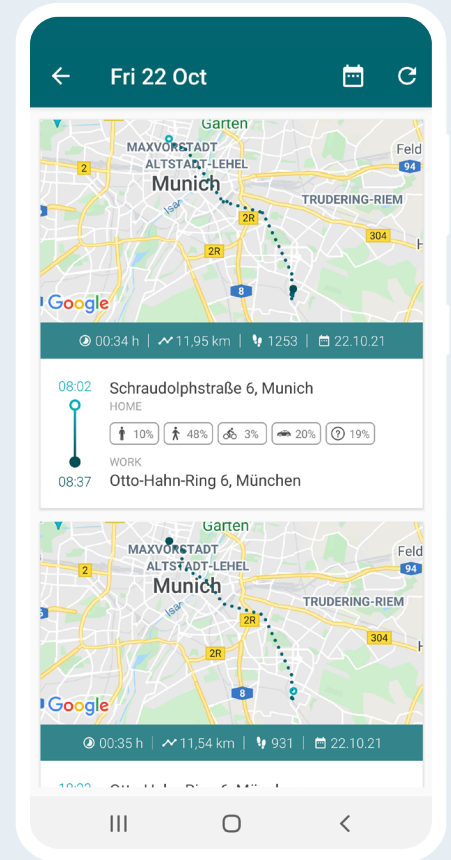 Fri 22 Oct
Garten
MAXVORSTADT
Feld
ALTSTADT-LEHEL
94
2
Munich
TRUDERING-RIEM
Isar
2R
304
2R
8
Google
00:34 h | 11,95 km | 1253 | 22.10.21
08:02 Schraudolphstraße 6, Munich
HOME
10% 48% 3% 20% 19%
WORK
08:37 Otto-Hahn-Ring 6, München
Garten
MAXVORSTADT
Feld
ALTSTADT-LEHEL
94
2
Munich
TRUDERING-RIEM
Isar
2R
304
2R
8
Google
00:35 h | 11,54 km | 931 | 22.10.21